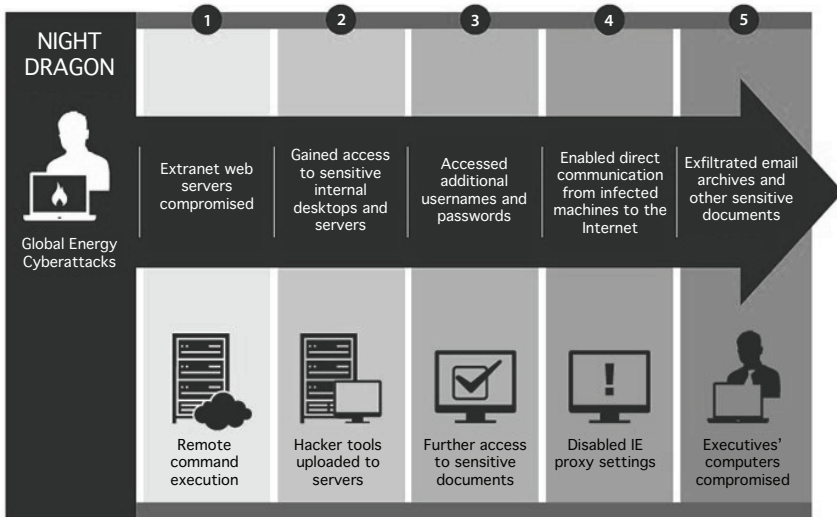 1
2
3
4
5
NIGHT
DRAGON
Global Energy
Cyberattacks
Extranet web
servers
compromised
Gained access
to sensitive
internal
desktops and
servers
Accessed
additional
usernames and
passwords
Enabled direct
communication
from infected
machines to the
Internet
Exfiltrated email
archives and
other sensitive
documents
Remote
command
execution
Hacker tools
uploaded to
servers
Further access
to sensitive
documents
Disabled IE
proxy settings
Executives'
computers
compromised